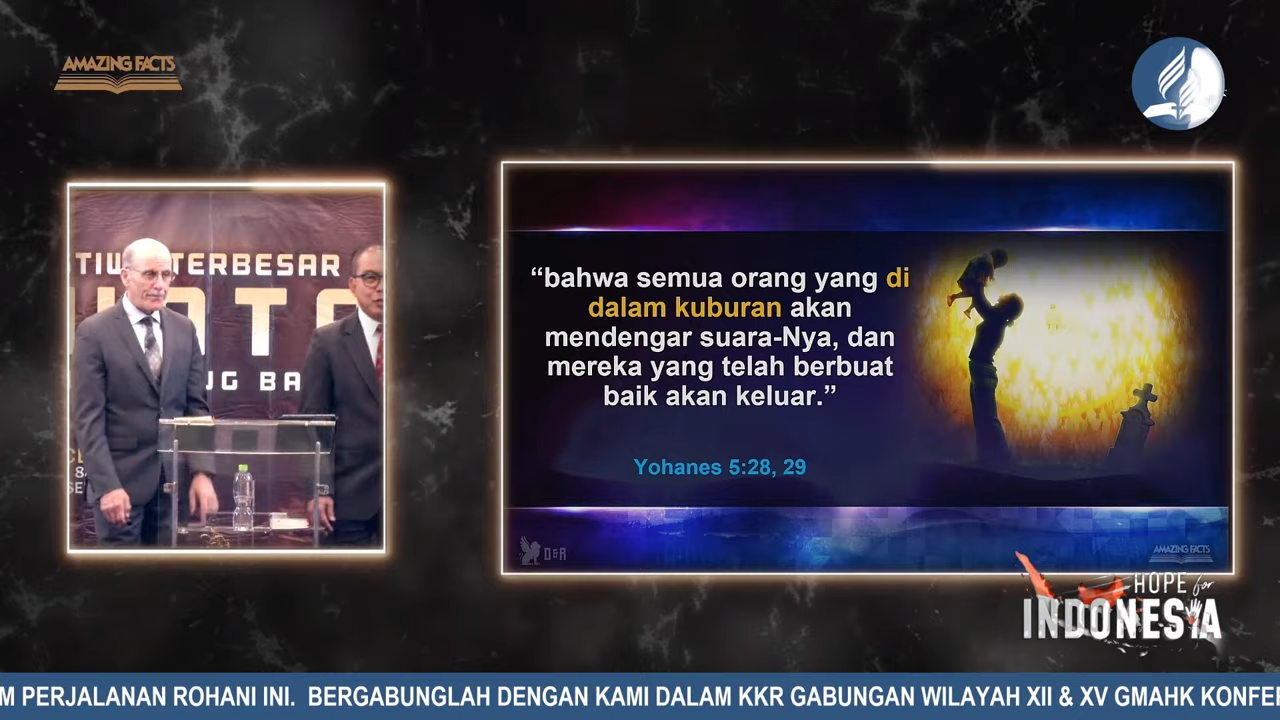 AMAZING FACTS
TERBESAR
UG BA
“bahwa semua orang yang di
dalam kuburan akan
mendengar suara-Nya, dan
mereka yang telah berbuat
baik akan keluar.”
Yohanes 5:28, 29
D&R
AMAZING FACTS
HOPE for
INDONESIA
M PERJALANAN ROHANI INI. BERGABUNGLAH DENGAN KAMI DALAM KKR GABUNGAN WILAYAH XII & XV GMAHK KONFE